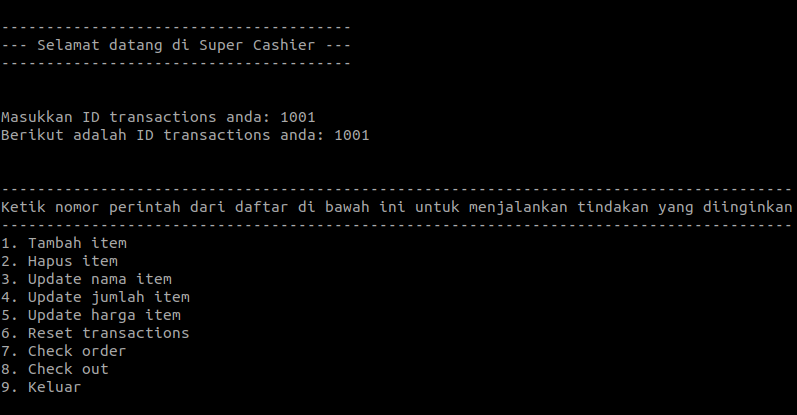 ---------------------------------------
--- Selamat datang di Super Cashier ---
---------------------------------------
Masukkan ID transactions anda: 1001
Berikut adalah ID transactions anda: 1001
----------------------------------------------------------------------------------------
Ketik nomor perintah dari daftar di bawah ini untuk menjalankan tindakan yang diinginkan
----------------------------------------------------------------------------------------
1. Tambah item
2. Hapus item
3. Update nama item
4. Update jumlah item
5. Update harga item
6. Reset transactions
7. Check order
8. Check out
9. Keluar